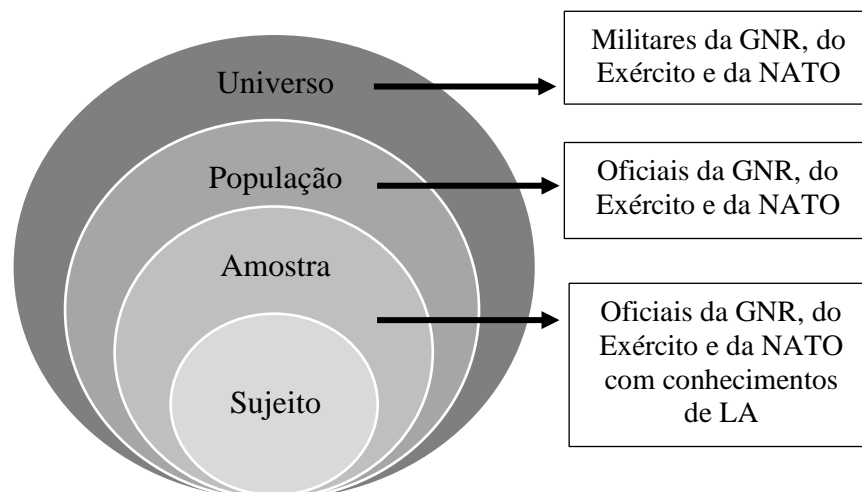 Universo
Militares da GNR, do
Exército e da NATO
População
Oficiais da GNR, do
Exército e da NATO
Amostra
Oficiais da GNR, do
Exército e da NATO
com conhecimentos
de LA
Sujeito